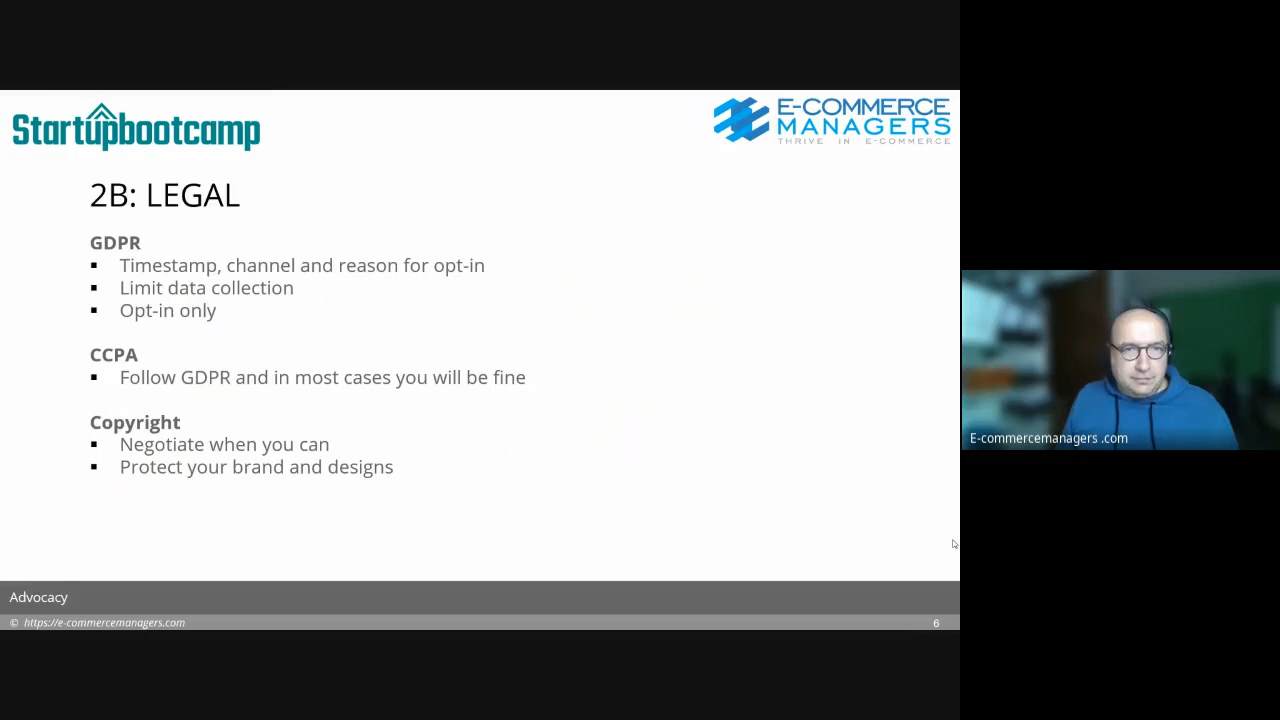 Startupbootcamp
E-COMMERCE
MANAGERS
THRIVE IN E-COMMERCE
2B: LEGAL
GDPR
▪ Timestamp, channel and reason for opt-in
▪ Limit data collection
▪ Opt-in only
CCPA
▪ Follow GDPR and in most cases you will be fine
Copyright
▪ Negotiate when you can
▪ Protect your brand and designs
E-commercemanagers .com
Advocacy
© https://e-commercemanagers.com
6